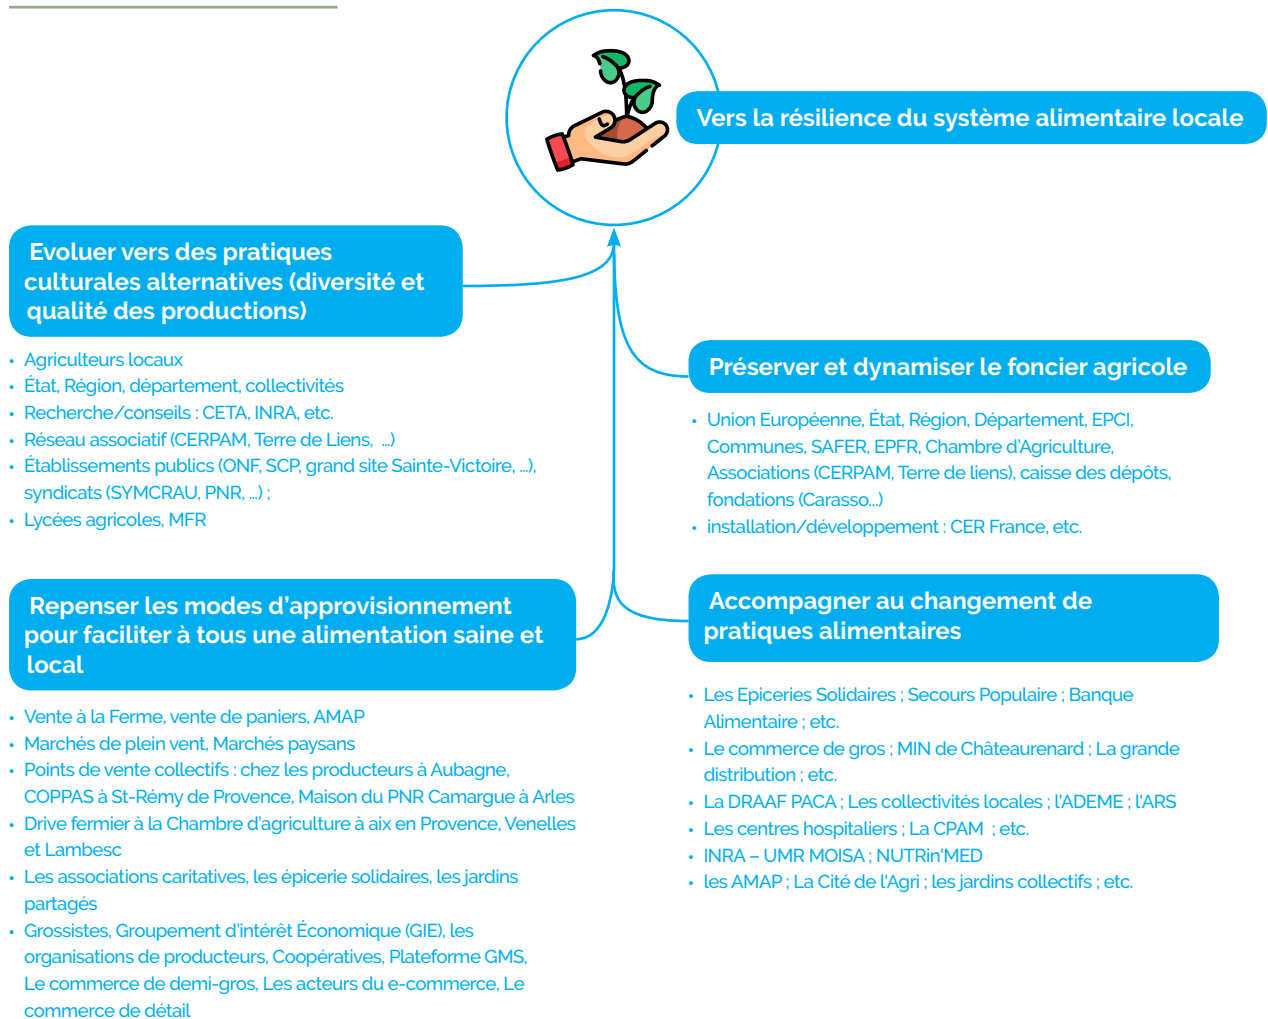 Vers la résilience du système alimentaire locale
Evoluer vers des pratiques
culturales alternatives (diversité et
qualité des productions)
• Agriculteurs locaux
• État, Région, département, collectivités
• Recherche/conseils : CETA, INRA, etc.
• Réseau associatif (CERPAM, Terre de Liens, ...)
• Établissements publics (ONF, SCP, grand site Sainte-Victoire, ...),
syndicats (SYMCRAU, PNR, ...) ;
• Lycées agricoles, MFR
Préserver et dynamiser le foncier agricole
• Union Européenne, État, Région, Département, EPCI,
Communes, SAFER, EPFR, Chambre d'Agriculture,
Associations (CERPAM, Terre de liens), caisse des dépôts,
fondations (Carasso...)
• installation/développement : CER France, etc.
Repenser les modes d'approvisionnement
pour faciliter à tous une alimentation saine et
local
• Vente à la Ferme, vente de paniers, AMAP
• Marchés de plein vent, Marchés paysans
• Points de vente collectifs : chez les producteurs à Aubagne,
COPPAS à St-Rémy de Provence, Maison du PNR Camargue à Arles
• Drive fermier à la Chambre d'agriculture à aix en Provence, Venelles
et Lambesc
• Les associations caritatives, les épicerie solidaires, les jardins
partagés
• Grossistes, Groupement d'intérêt Économique (GIE), les
organisations de producteurs, Coopératives, Plateforme GMS,
Le commerce de demi-gros, Les acteurs du e-commerce, Le
commerce de détail
Accompagner au changement de
pratiques alimentaires
• Les Epiceries Solidaires ; Secours Populaire ; Banque
Alimentaire ; etc.
• Le commerce de gros ; MIN de Châteaurenard ; La grande
distribution ; etc.
• La DRAAF PACA ; Les collectivités locales ; l'ADEME ; l'ARS
• Les centres hospitaliers ; La CPAM ; etc.
• INRA – UMR MOISA ; NUTRin'MED
• les AMAP ; La Cité de l'Agri ; les jardins collectifs ; etc.